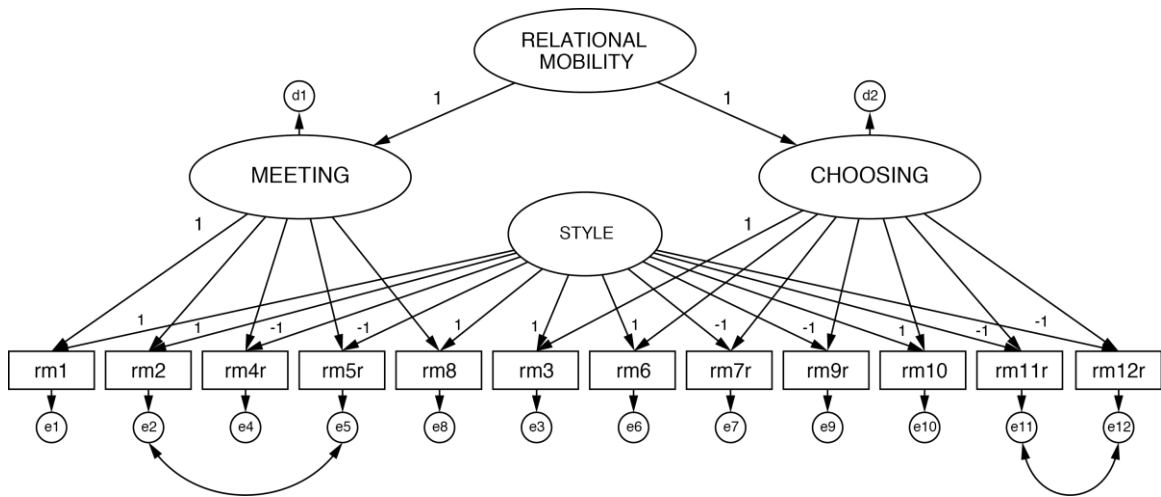 RELATIONAL
MOBILITY
d1
1
1
d2
MEETING
CHOOSING
1
STYLE
1
1
1
-1
-1
1
1
1
-1
-1
1
-1
-1
rm1 rm2 rm4r rm5r rm8 rm3 rm6 rm7r rm9r rm10 rm11r rm12r
e1 e2 e4 e5 e8 e3 e6 e7 e9 e10 e11 e12